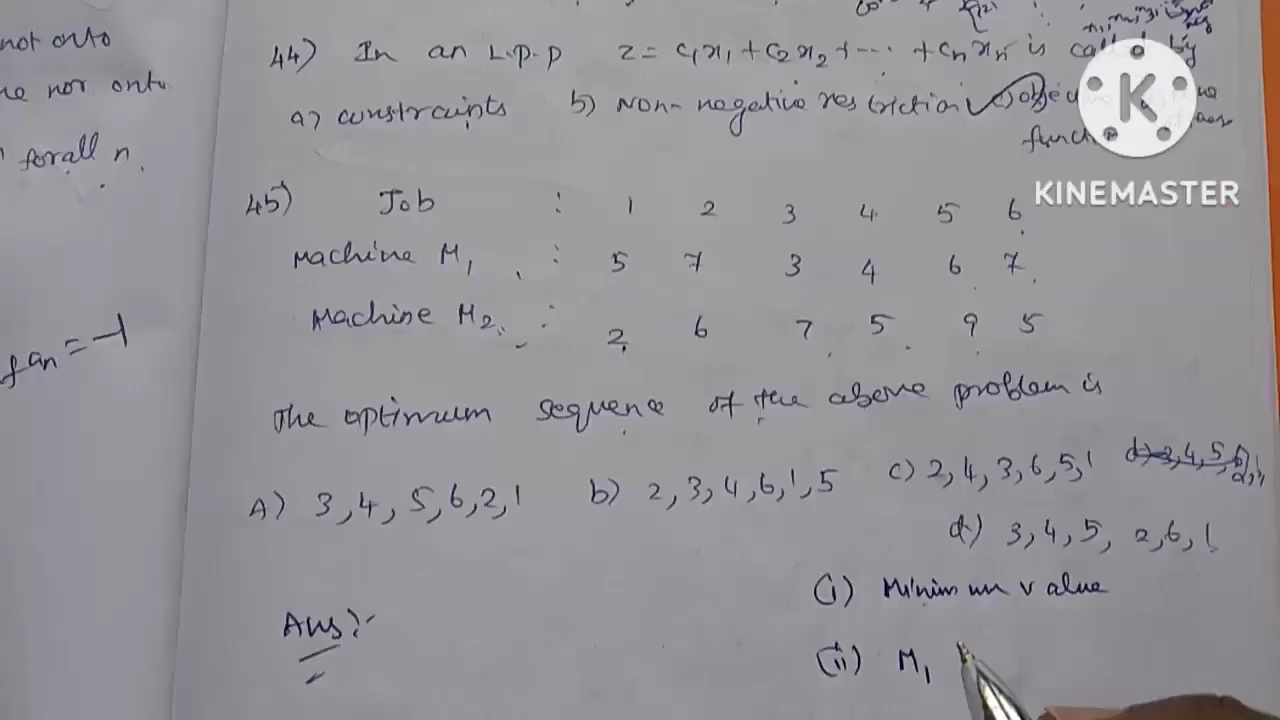 not onto
ne nor onto
forall n.
fan = -1
44) In an L.p.p z = c1x1 + c2x2 + ... + cnxn is called by
a) constraints b) Non-negative restriction
KINEMASTER
45) Job : 1 2 3 4 5 6
Machine M1 : 5 7 3 4 6 7
Machine M2 : 2 6 7 5 9 5
The optimum sequence of the above problem is
A) 3, 4, 5, 6, 2, 1 b) 2, 3, 4, 6, 1, 5 c) 2, 4, 3, 6, 5, 1
d) 3, 4, 5, 2, 6, 1
Ans:-
(i) Minimum value
(ii) M1